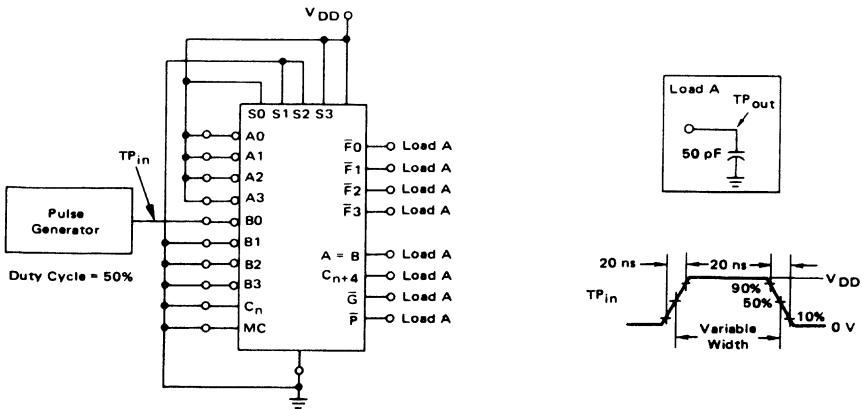 V DD
S0 S1 S2 S3
A0
A1
A2
A3
B0
B1
B2
B3
Cn
MC
TPin
Pulse
Generator
Duty Cycle = 50%
F̅0 Load A
F̅1 Load A
F̅2 Load A
F̅3 Load A
A = B Load A
Cn+4 Load A
G̅ Load A
P̅ Load A
Load A
TPout
50 pF
20 ns 20 ns
VDD
90%
50%
10%
TPin
0 V
Variable
Width